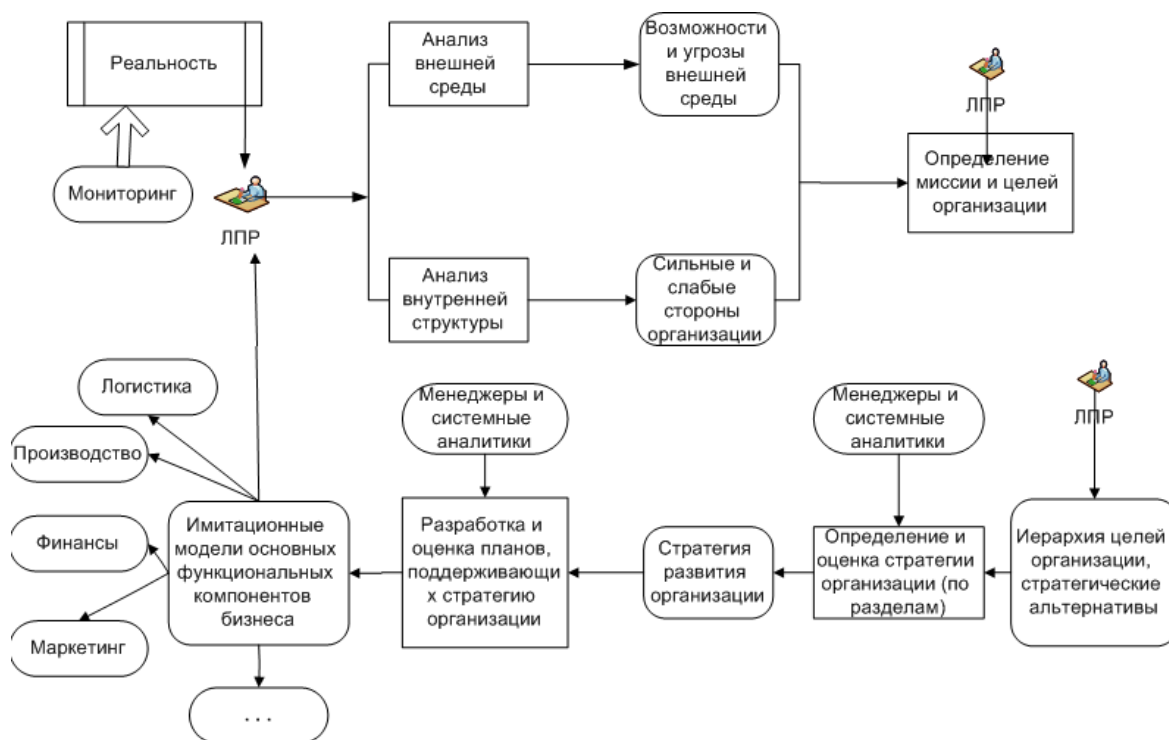 Реальность
Мониторинг
ЛПР
Анализ
внешней
среды
Возможности
и угрозы
внешней
среды
ЛПР
Определение
миссии и целей
организации
Анализ
внутренней
структуры
Сильные и
слабые
стороны
организации
Логистика
Производство
Финансы
Маркетинг
. . .
Имитационные
модели основных
функциональных
компонентов
бизнеса
Менеджеры и
системные
аналитики
Разработка и
оценка планов,
поддерживающи
х стратегию
организации
Стратегия
развития
организации
Менеджеры и
системные
аналитики
Определение и
оценка стратегии
организации (по
разделам)
ЛПР
Иерархия целей
организации,
стратегические
альтернативы